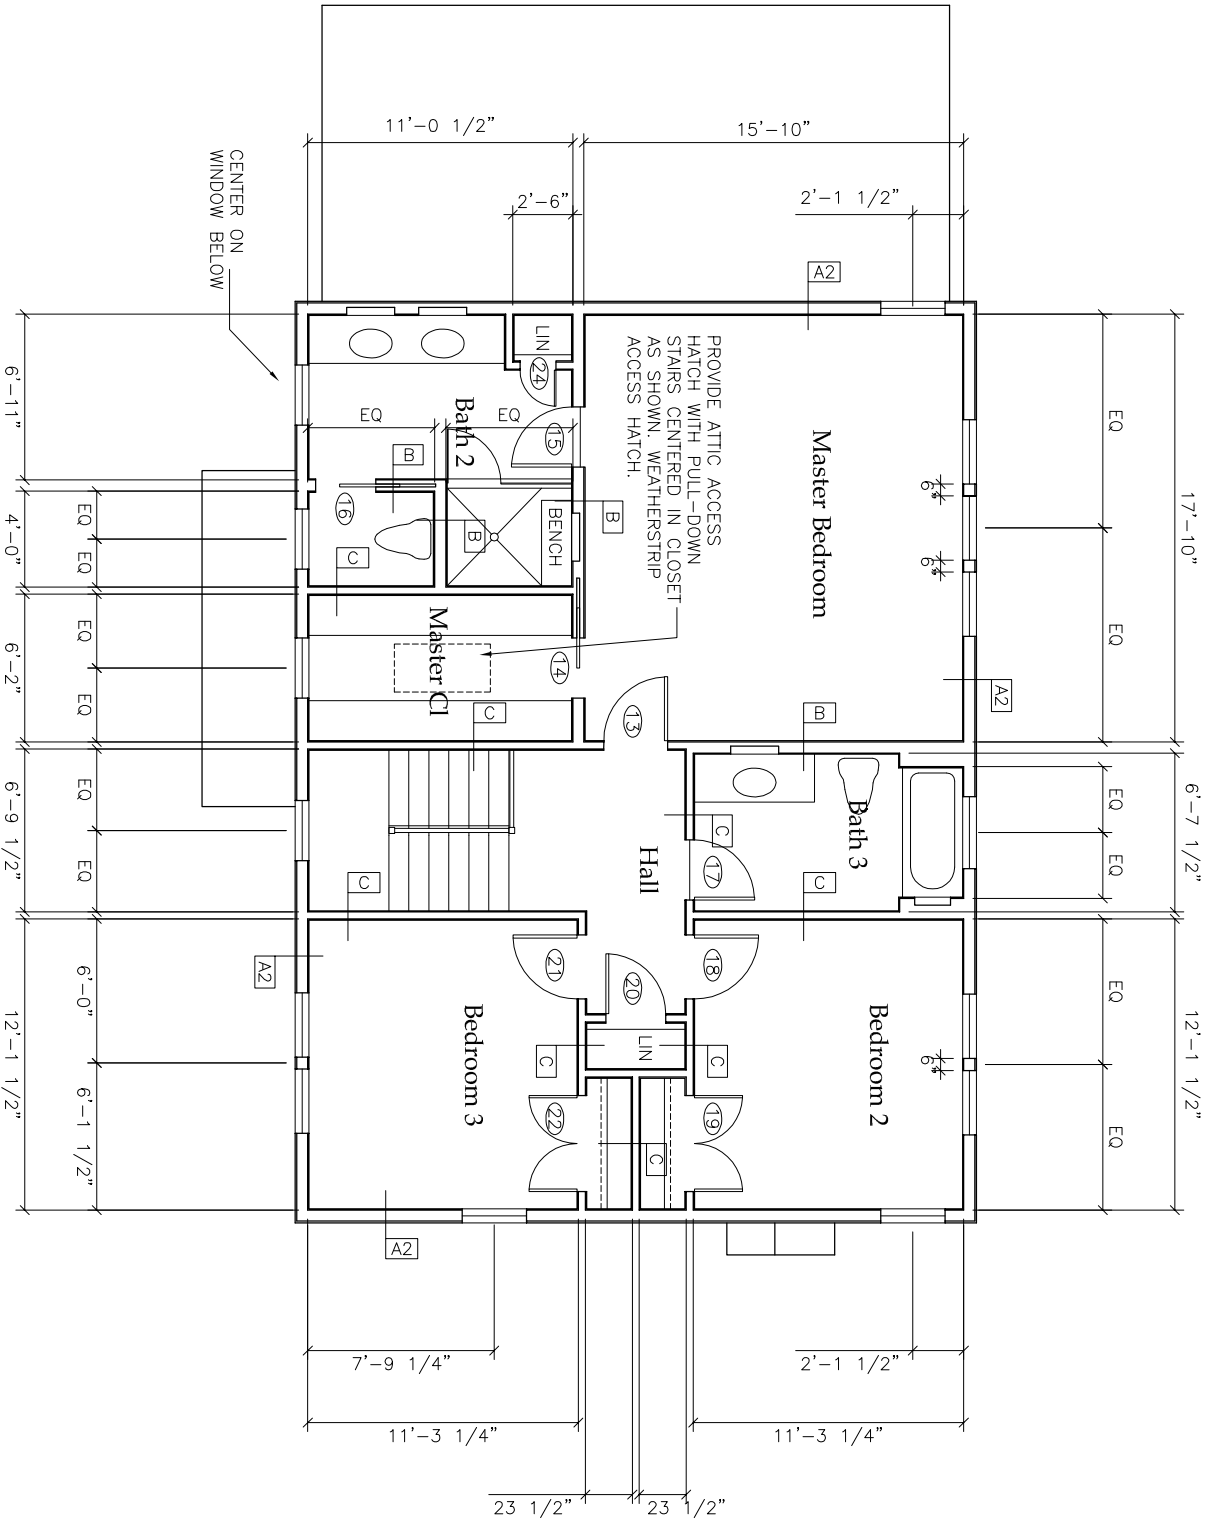 11'-0 1/2"
15'-10"
2'-6"
2'-1 1/2"
CENTER ON
WINDOW BELOW
A2
PROVIDE ATTIC ACCESS
HATCH WITH PULL-DOWN
STAIRS CENTERED IN CLOSET
AS SHOWN. WEATHERSTRIP
ACCESS HATCH.
LIN
24
Bath 2
EQ
EQ
15
B
16
BENCH
B
B
C
Master Bedroom
6"
6"
EQ
17'-10"
EQ
6'-11"
4'-0"
EQ
EQ
6'-2"
EQ
EQ
Master Cl
14
C
13
B
A2
6'-9 1/2"
EQ
EQ
C
Hall
C
17
Bath 3
C
EQ
EQ
6'-7 1/2"
A2
21
20
18
Bedroom 3
Bedroom 2
LIN
C
C
22
19
C
6"
EQ
EQ
12'-1 1/2"
6'-0"
6'-1 1/2"
12'-1 1/2"
A2
7'-9 1/4"
2'-1 1/2"
11'-3 1/4"
11'-3 1/4"
23 1/2"
23 1/2"